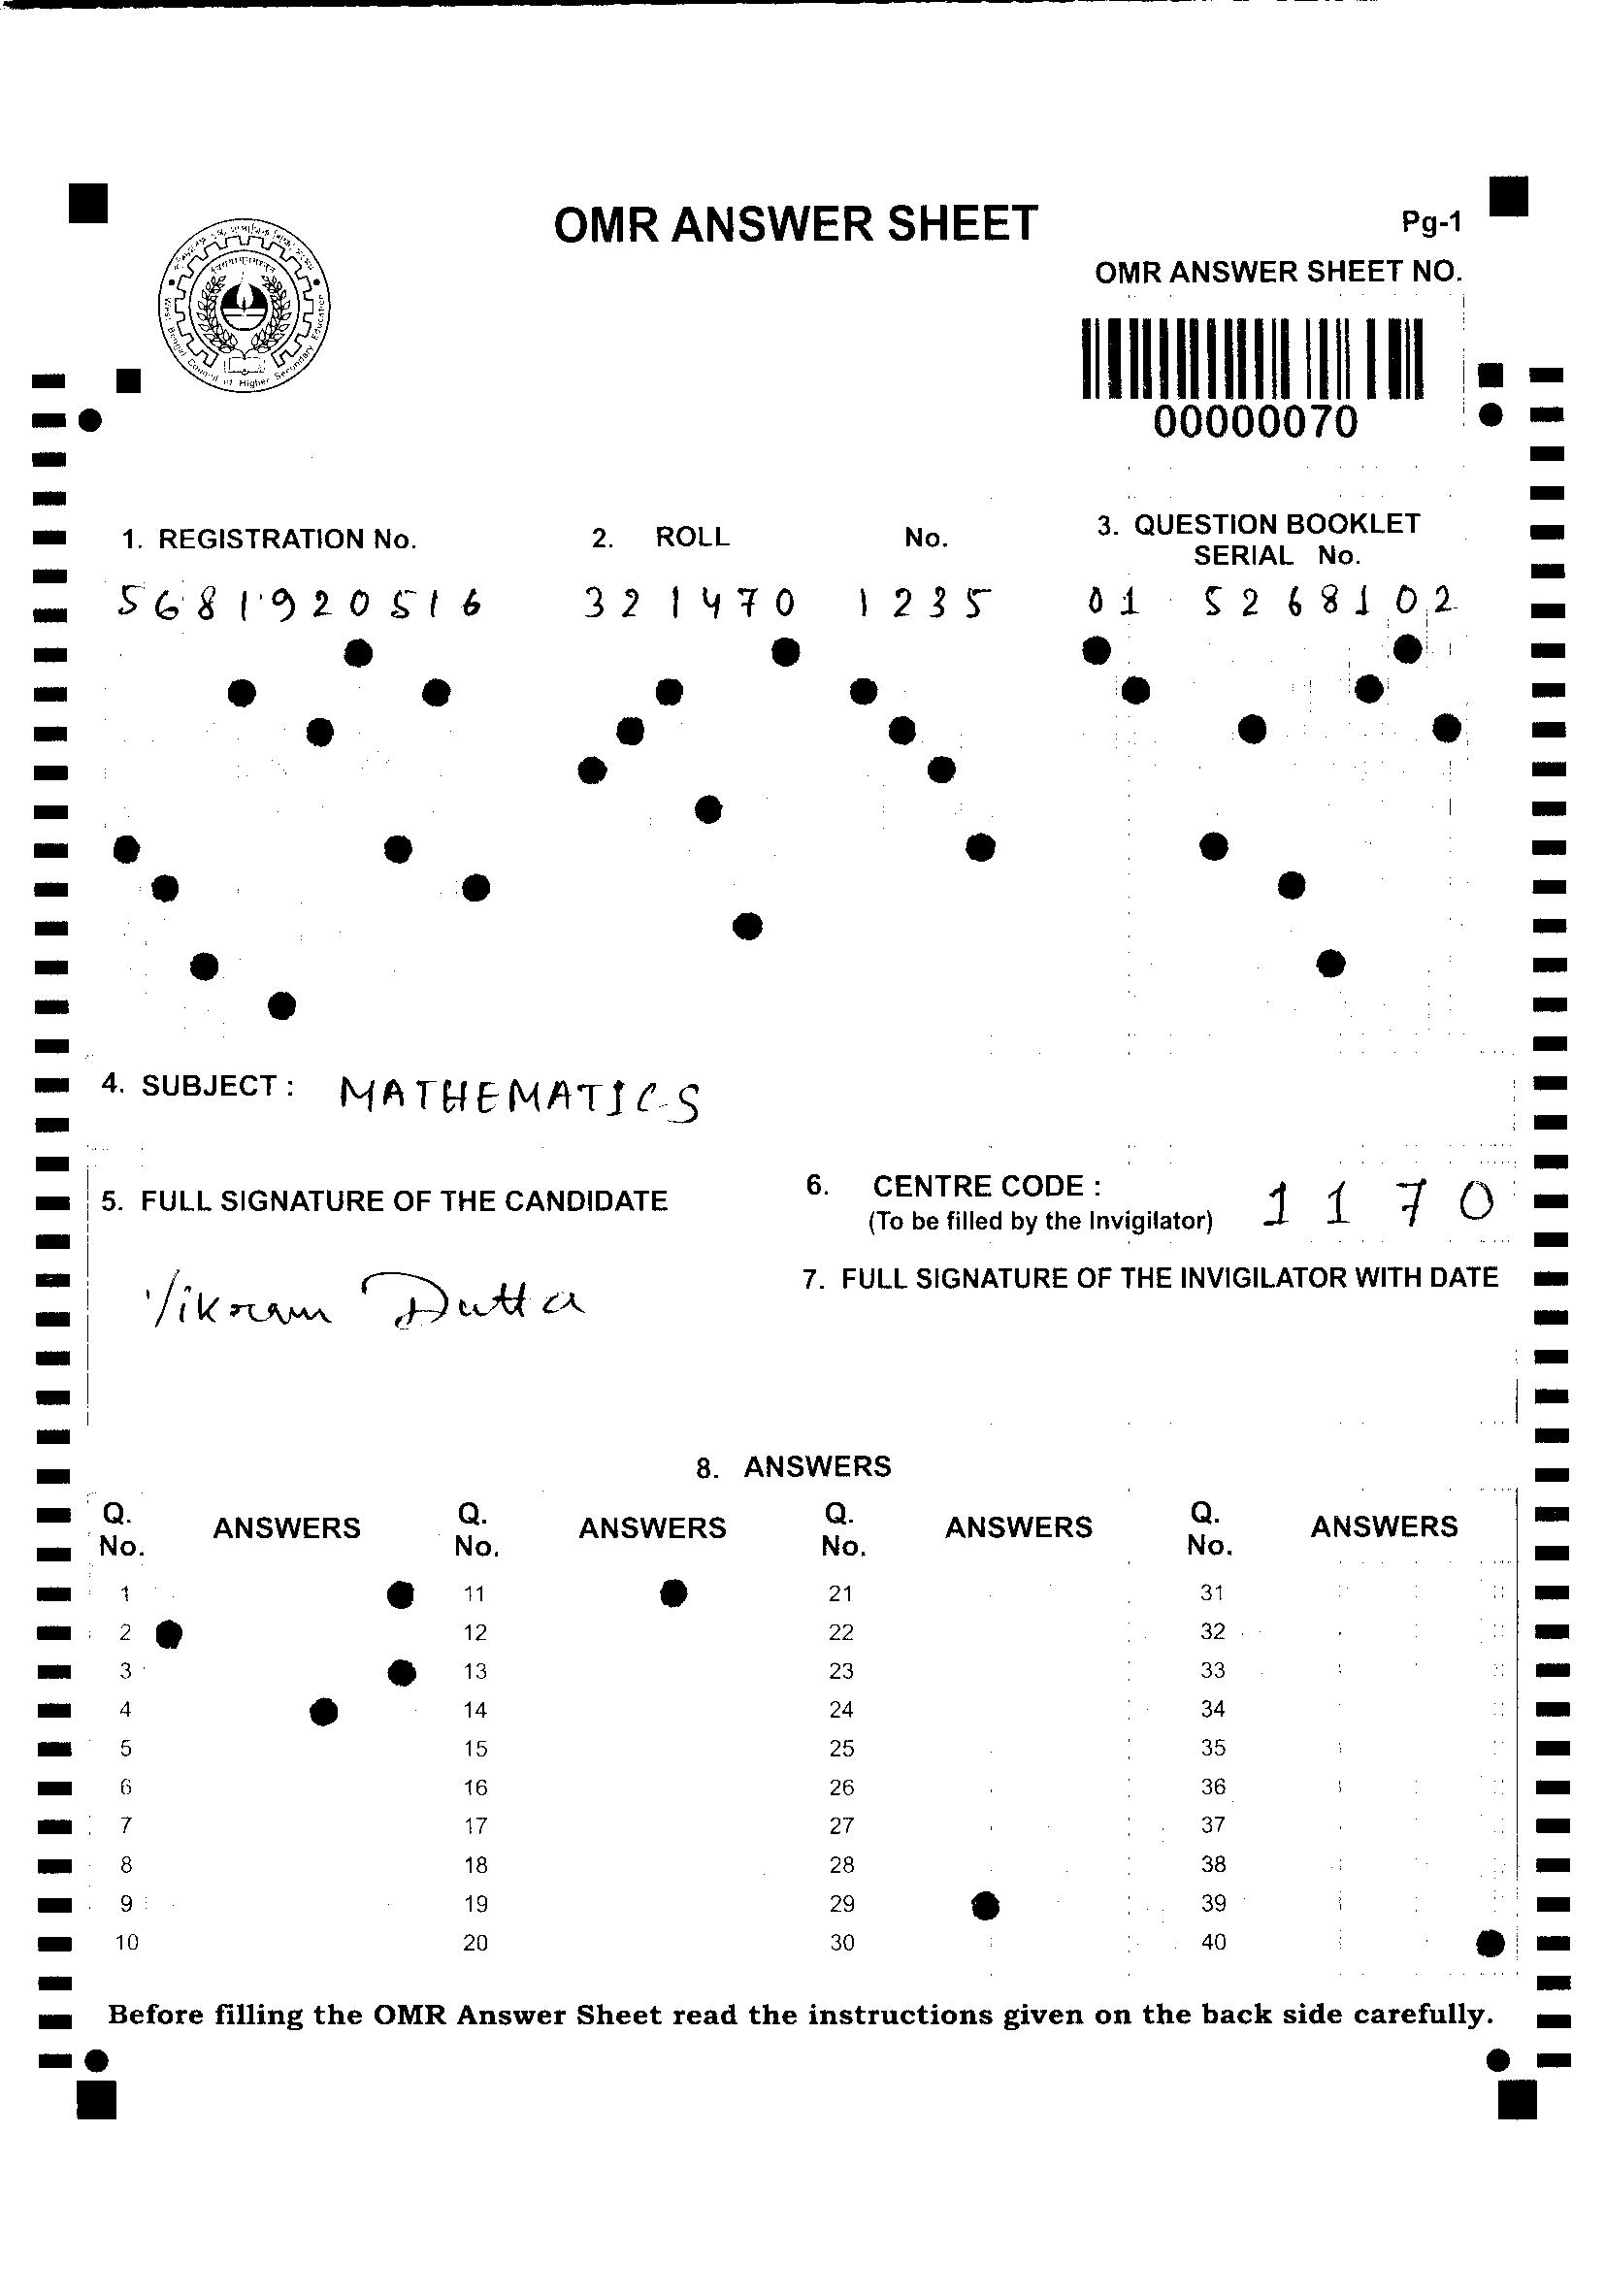 OMR ANSWER SHEET
Pg-1
OMR ANSWER SHEET NO.
West Bengal Council of Higher Secondary Education
00000070
1. REGISTRATION No.
2. ROLL No.
3. QUESTION BOOKLET
SERIAL No.
5681920516
321470 1235
01 5268102
4. SUBJECT : MATHEMATICS
5. FULL SIGNATURE OF THE CANDIDATE
6. CENTRE CODE : 1170
(To be filled by the Invigilator)
7. FULL SIGNATURE OF THE INVIGILATOR WITH DATE
Vikram Dutta
8. ANSWERS
Q. No. ANSWERS Q. No. ANSWERS Q. No. ANSWERS Q. No. ANSWERS
1 11 21 31
2 12 22 32
3 13 23 33
4 14 24 34
5 15 25 35
6 16 26 36
7 17 27 37
8 18 28 38
9 19 29 39
10 20 30 40
Before filling the OMR Answer Sheet read the instructions given on the back side carefully.